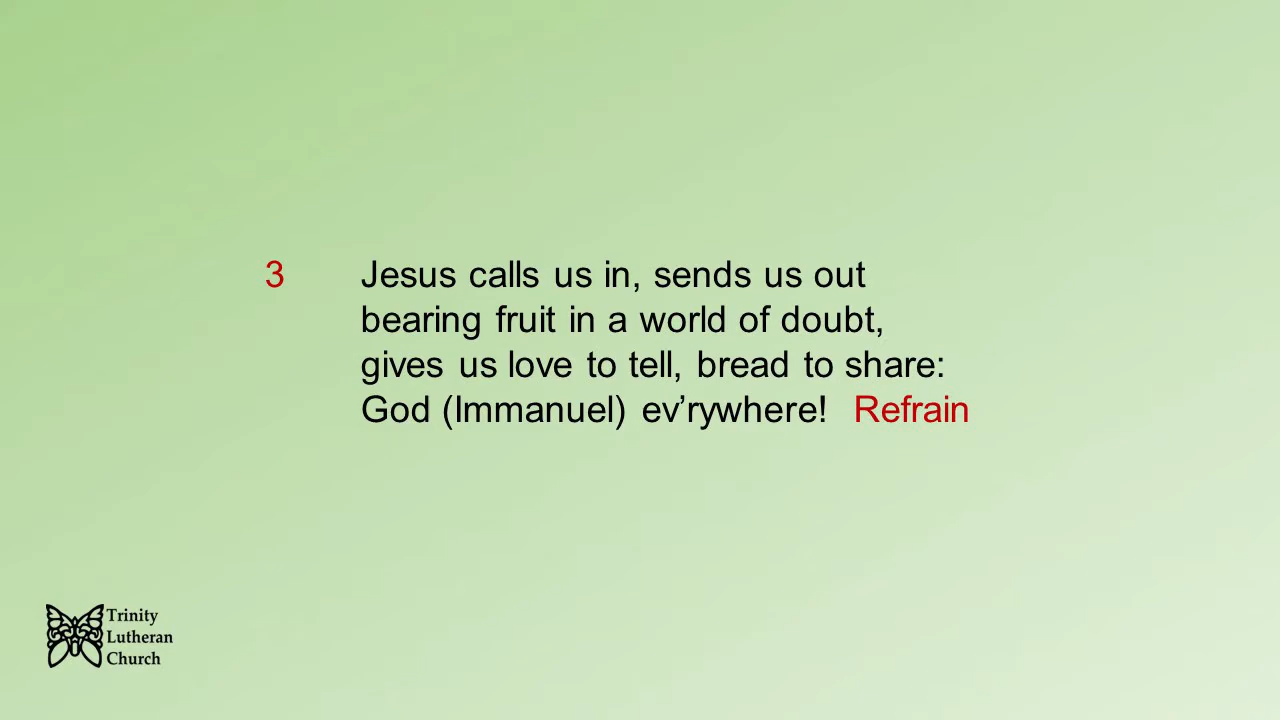 3 Jesus calls us in, sends us out
bearing fruit in a world of doubt,
gives us love to tell, bread to share:
God (Immanuel) ev’rywhere! Refrain
Trinity
Lutheran
Church